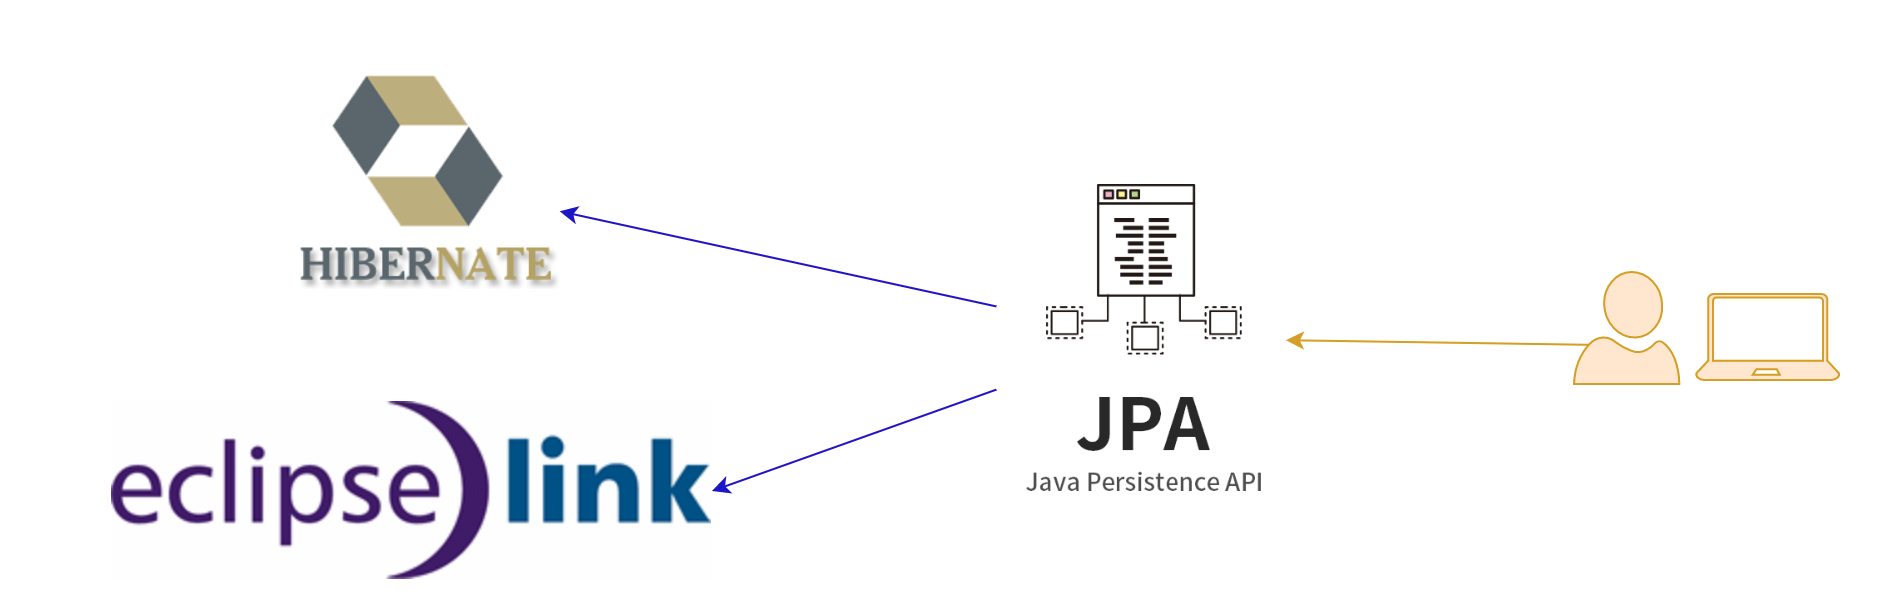 HIBERNATE
eclipse link
JPA
Java Persistence API